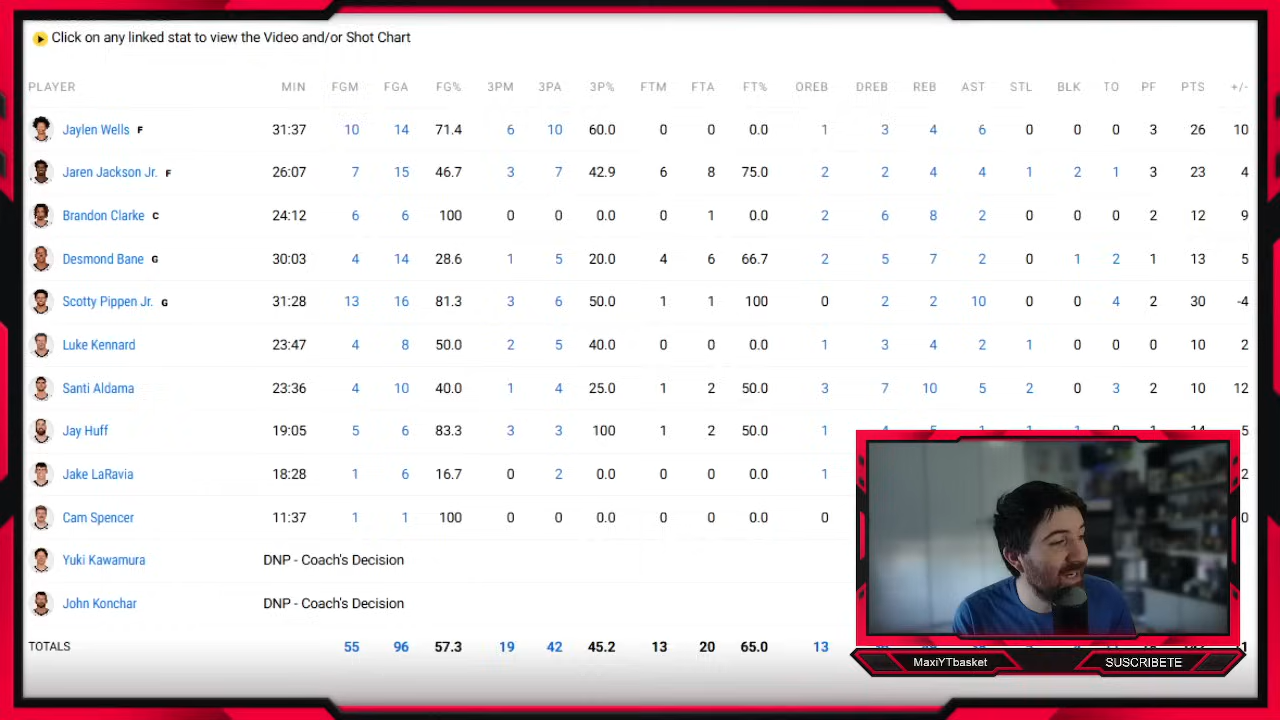 Click on any linked stat to view the Video and/or Shot Chart
PLAYER MIN FGM FGA FG% 3PM 3PA 3P% FTM FTA FT% OREB DREB REB AST STL BLK TO PF PTS +/-
Jaylen Wells F 31:37 10 14 71.4 6 10 60.0 0 0 0.0 1 3 4 6 0 0 0 3 26 10
Jaren Jackson Jr. F 26:07 7 15 46.7 3 7 42.9 6 8 75.0 2 2 4 4 1 2 1 3 23 4
Brandon Clarke C 24:12 6 6 100 0 0 0.0 0 1 0.0 2 6 8 2 0 0 0 2 12 9
Desmond Bane G 30:03 4 14 28.6 1 5 20.0 4 6 66.7 2 5 7 2 0 1 2 1 13 5
Scotty Pippen Jr. G 31:28 13 16 81.3 3 6 50.0 1 1 100 0 2 2 10 0 0 4 2 30 -4
Luke Kennard 23:47 4 8 50.0 2 5 40.0 0 0 0.0 1 3 4 2 1 0 0 0 10 2
Santi Aldama 23:36 4 10 40.0 1 4 25.0 1 2 50.0 3 7 10 5 2 0 3 2 10 12
Jay Huff 19:05 5 6 83.3 3 3 100 1 2 50.0 1 5
Jake LaRavia 18:28 1 6 16.7 0 2 0.0 0 0 0.0 1 2
Cam Spencer 11:37 1 1 100 0 0 0.0 0 0 0.0 0 0
Yuki Kawamura DNP - Coach's Decision
John Konchar DNP - Coach's Decision
TOTALS 55 96 57.3 19 42 45.2 13 20 65.0 13
MaxiYTbasket SUSCRIBETE